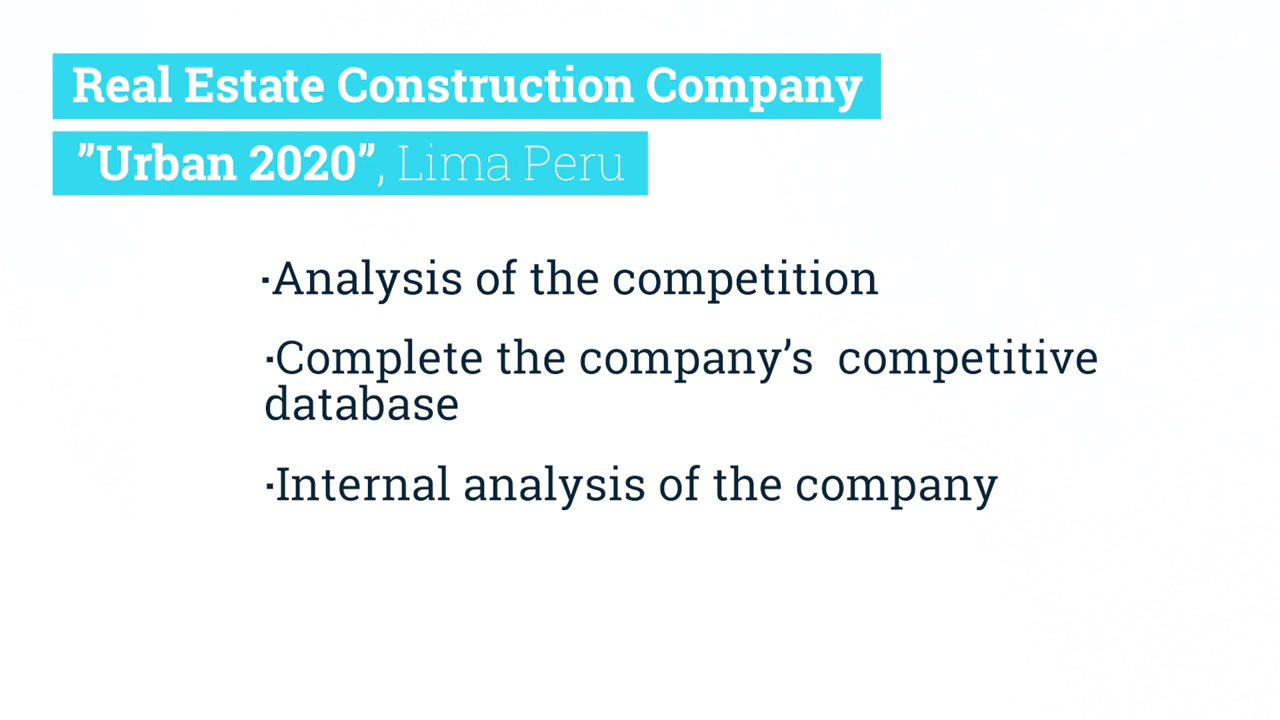 Real Estate Construction Company
”Urban 2020”, Lima Peru
·Analysis of the competition
·Complete the company’s  competitive
database
·Internal analysis of the company